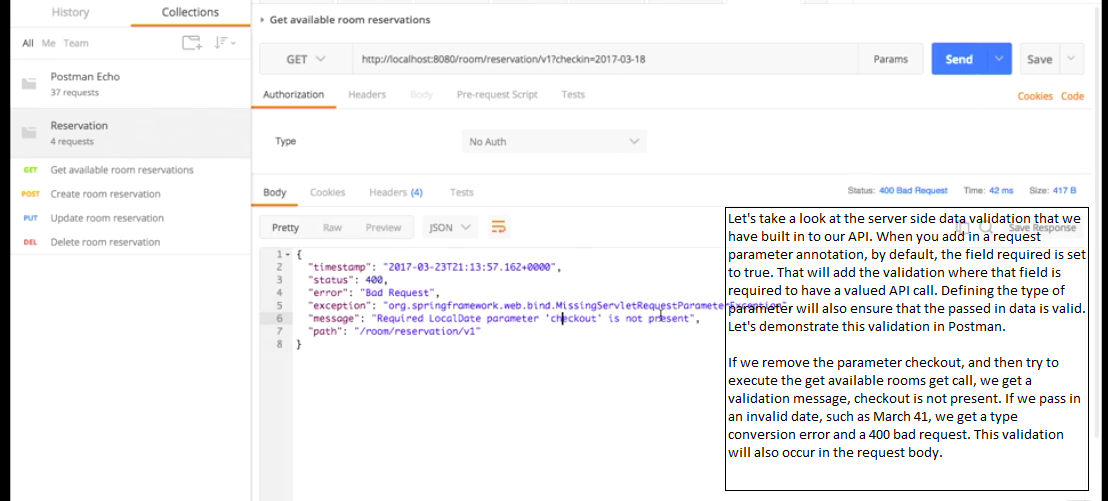 History
Collections
All Me Team
Postman Echo
37 requests
Reservation
4 requests
GET Get available room reservations
POST Create room reservation
PUT Update room reservation
DEL Delete room reservation
Get available room reservations
GET http://localhost:8080/room/reservation/v1?checkin=2017-03-18 Params Send Save
Authorization Headers Body Pre-request Script Tests Cookies Code
Type No Auth
Body Cookies Headers (4) Tests Status: 400 Bad Request Time: 42 ms Size: 417 B
Pretty Raw Preview JSON Save Response
1 {
2 "timestamp": "2017-03-23T21:13:57.162+0000",
3 "status": 400,
4 "error": "Bad Request",
5 "exception": "org.springframework.web.bind.MissingServletRequestParameterException",
6 "message": "Required LocalDate parameter 'checkout' is not present",
7 "path": "/room/reservation/v1"
8 }
Let's take a look at the server side data validation that we
have built in to our API. When you add in a request
parameter annotation, by default, the field required is set
to true. That will add the validation where that field is
required to have a valued API call. Defining the type of
parameter will also ensure that the passed in data is valid.
Let's demonstrate this validation in Postman.
If we remove the parameter checkout, and then try to
execute the get available rooms get call, we get a
validation message, checkout is not present. If we pass in
an invalid date, such as March 41, we get a type
conversion error and a 400 bad request. This validation
will also occur in the request body.